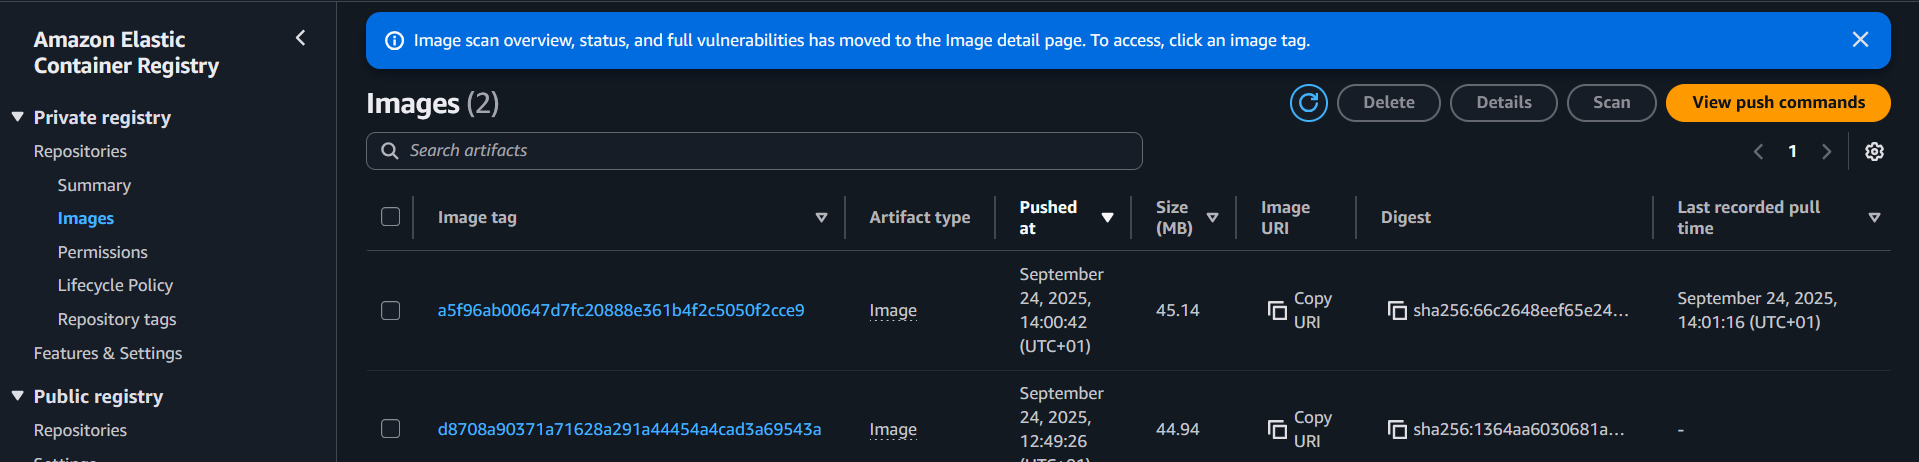 Amazon Elastic
Container Registry
Private registry
Repositories
Summary
Images
Permissions
Lifecycle Policy
Repository tags
Features & Settings
Public registry
Repositories
Settings
Image scan overview, status, and full vulnerabilities has moved to the Image detail page. To access, click an image tag.
Images (2)
Delete
Details
Scan
View push commands
Search artifacts
1
Image tag
Artifact type
Pushed
at
Size
(MB)
Image
URI
Digest
Last recorded pull
time
a5f96ab00647d7fc20888e361b4f2c5050f2cce9
Image
September
24, 2025,
14:00:42
(UTC+01)
45.14
Copy
URI
sha256:66c2648eef65e24...
September 24, 2025,
14:01:16 (UTC+01)
d8708a90371a71628a291a44454a4cad3a69543a
Image
September
24, 2025,
12:49:26
(UTC+01)
44.94
Copy
URI
sha256:1364aa6030681a...
-